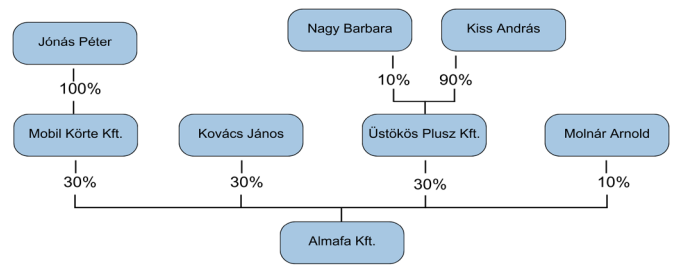 Jónás Péter
Nagy Barbara
Kiss András
100%
10%
90%
Mobil Körte Kft.
Kovács János
Üstökös Plusz Kft.
Molnár Arnold
30%
30%
30%
10%
Almafa Kft.